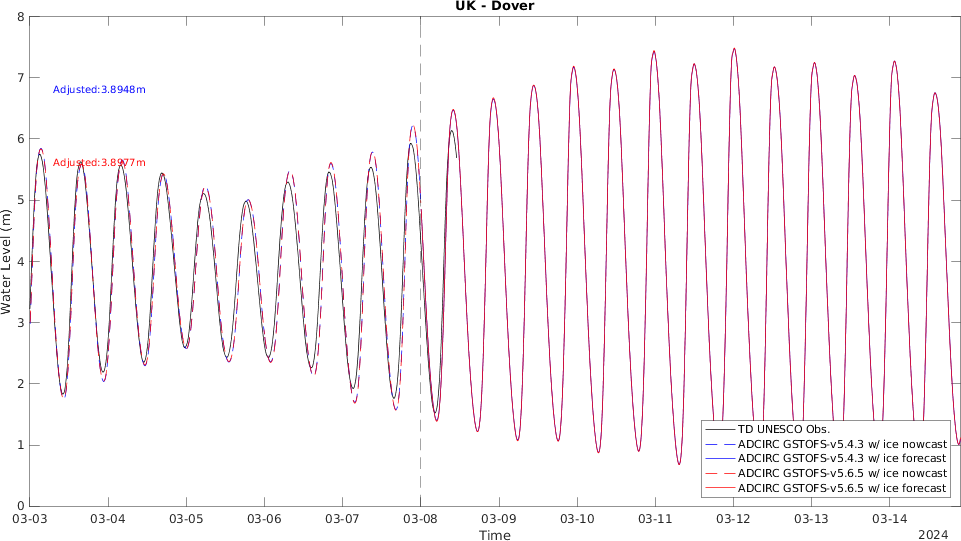 UK - Dover
8
7
6
5
4
3
2
1
0
Water Level (m)
Adjusted:3.8948m
Adjusted:3.8977m
TD UNESCO Obs.
ADCIRC GSTOFS-v5.4.3 w/ ice nowcast
ADCIRC GSTOFS-v5.4.3 w/ ice forecast
ADCIRC GSTOFS-v5.6.5 w/ ice nowcast
ADCIRC GSTOFS-v5.6.5 w/ ice forecast
03-03 03-04 03-05 03-06 03-07 03-08 03-09 03-10 03-11 03-12 03-13 03-14
Time
2024